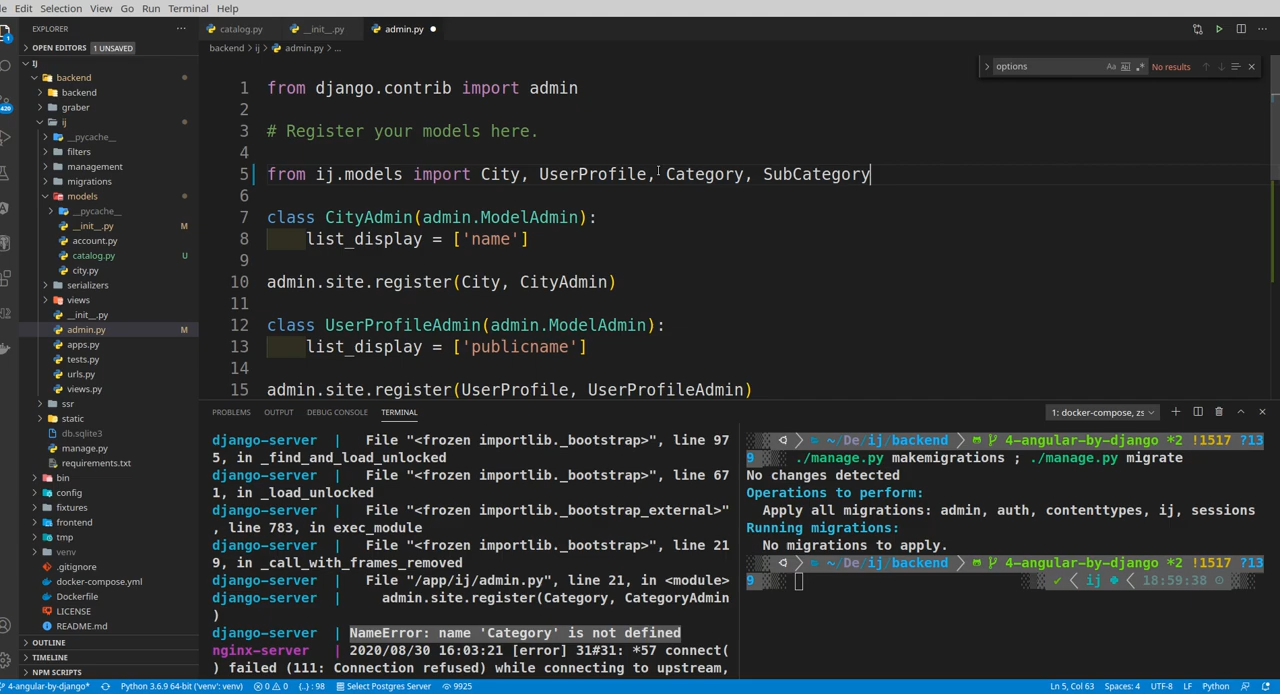 le Edit Selection View Go Run Terminal Help
EXPLORER ...
catalog.py
__init__.py
admin.py
OPEN EDITORS 1 UNSAVED
backend > ij > admin.py > ...
options
Aa
No results
IJ
backend
backend
graber
ij
__pycache__
filters
management
migrations
models
__pycache__
__init__.py M
account.py
catalog.py U
city.py
serializers
views
__init__.py
admin.py M
apps.py
tests.py
urls.py
views.py
ssr
static
db.sqlite3
manage.py
requirements.txt
bin
config
fixtures
frontend
tmp
venv
.gitignore
docker-compose.yml
Dockerfile
LICENSE
README.md
OUTLINE
TIMELINE
NPM SCRIPTS
420
1 from django.contrib import admin
2
3 # Register your models here.
4
5 from ij.models import City, UserProfile, Category, SubCategory
6
7 class CityAdmin(admin.ModelAdmin):
8 list_display = ['name']
9
10 admin.site.register(City, CityAdmin)
11
12 class UserProfileAdmin(admin.ModelAdmin):
13 list_display = ['publicname']
14
15 admin.site.register(UserProfile, UserProfileAdmin)
PROBLEMS OUTPUT DEBUG CONSOLE TERMINAL
1: docker-compose, zs
django-server | File "<frozen importlib._bootstrap>", line 97
5, in _find_and_load_unlocked
django-server | File "<frozen importlib._bootstrap>", line 67
1, in _load_unlocked
django-server | File "<frozen importlib._bootstrap_external>"
, line 783, in exec_module
django-server | File "<frozen importlib._bootstrap>", line 21
9, in _call_with_frames_removed
django-server | File "/app/ij/admin.py", line 21, in <module>
django-server | admin.site.register(Category, CategoryAdmin
)
django-server | NameError: name 'Category' is not defined
nginx-server | 2020/08/30 16:03:21 [error] 31#31: *57 connect(
) failed (111: Connection refused) while connecting to upstream,
~/De/ij/backend 4-angular-by-django *2 !1517 ?13
9 ./manage.py makemigrations ; ./manage.py migrate
No changes detected
Operations to perform:
Apply all migrations: admin, auth, contenttypes, ij, sessions
Running migrations:
No migrations to apply.
~/De/ij/backend 4-angular-by-django *2 !1517 ?13
9 ✓ ij 18:59:38
4-angular-by-django* Python 3.6.9 64-bit ('venv': venv) 0 0 {..} : 98 Select Postgres Server 9925 Ln 5, Col 63 Spaces: 4 UTF-8 LF Python